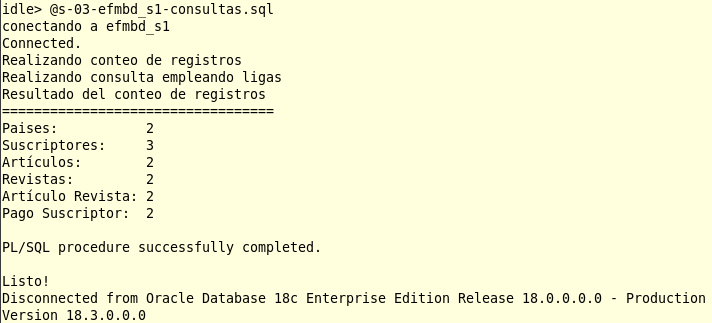 idle> @s-03-efmbd_s1-consultas.sql
conectando a efmbd_s1
Connected.
Realizando conteo de registros
Realizando consulta empleando ligas
Resultado del conteo de registros
==================================
Paises:           2
Suscriptores:     3
Artículos:        2
Revistas:         2
Artículo Revista: 2
Pago Suscriptor:  2
PL/SQL procedure successfully completed.
Listo!
Disconnected from Oracle Database 18c Enterprise Edition Release 18.0.0.0.0 - Production
Version 18.3.0.0.0